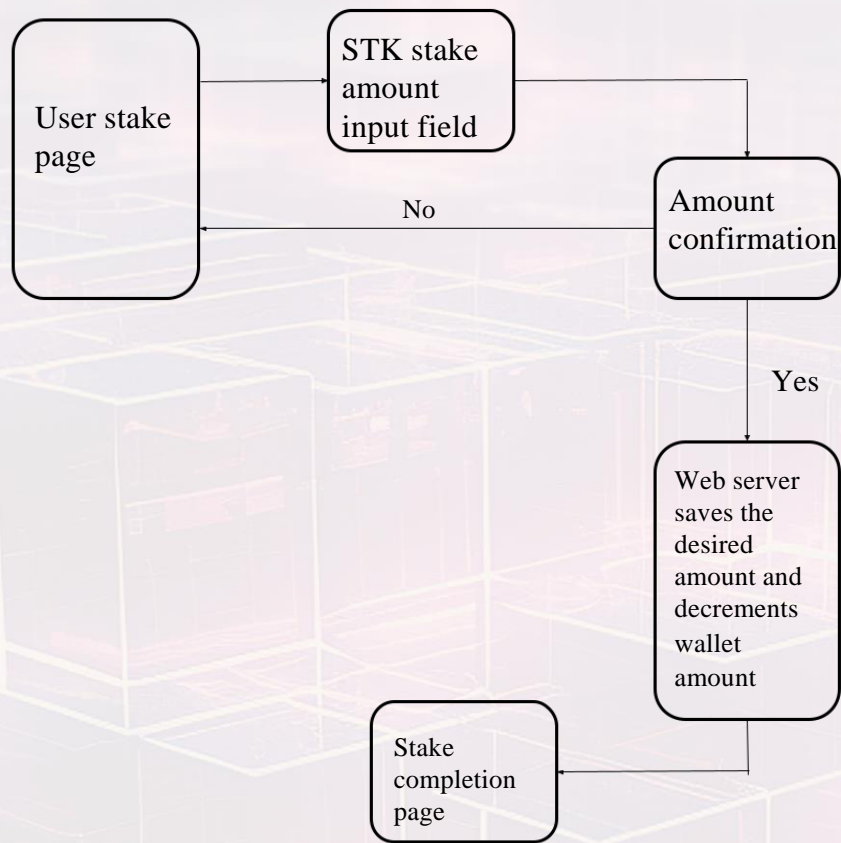 User stake
page
STK stake
amount
input field
Amount
confirmation
No
Yes
Web server
saves the
desired
amount and
decrements
wallet
amount
Stake
completion
page